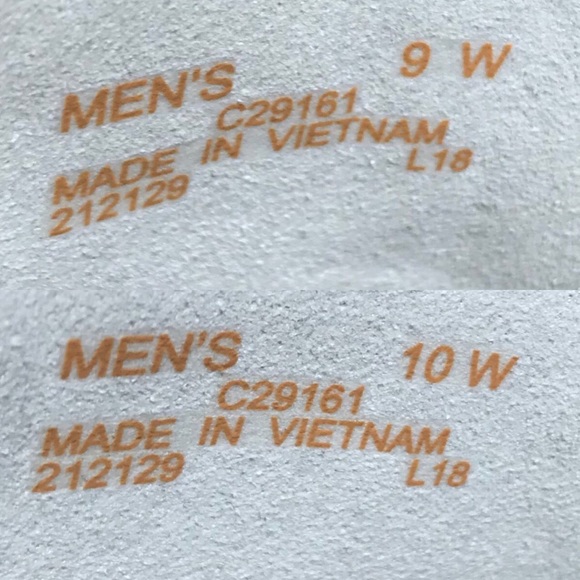 MEN'S 9 W
C29161
MADE IN VIETNAM
212129 L18
MEN'S 10 W
C29161
MADE IN VIETNAM
212129 L18